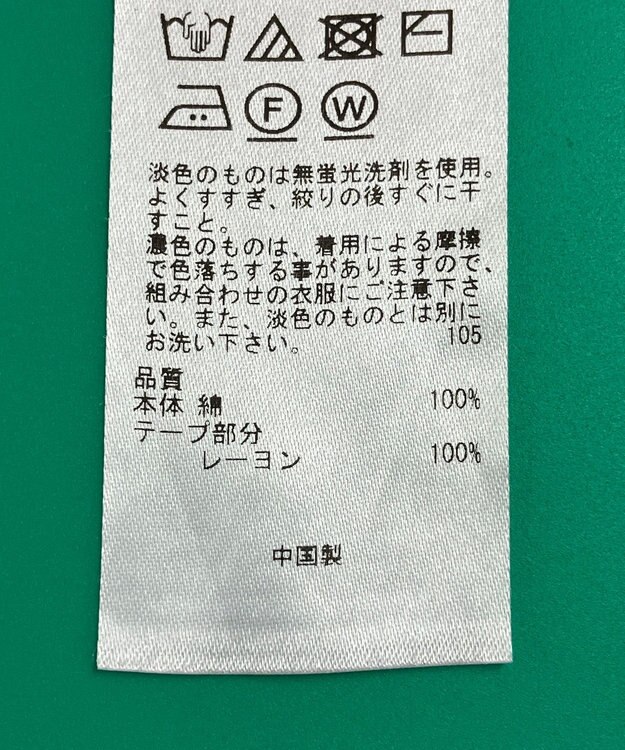 F W
淡色のものは無蛍光洗剤を使用。
よくすすぎ、絞りの後すぐに干
すこと。
濃色のものは、着用による摩擦
で色落ちする事がありますので、
組み合わせの衣服にご注意下さ
い。また、淡色のものとは別に
お洗い下さい。 105
品質
本体 綿 100%
テープ部分
レーヨン 100%
中国製